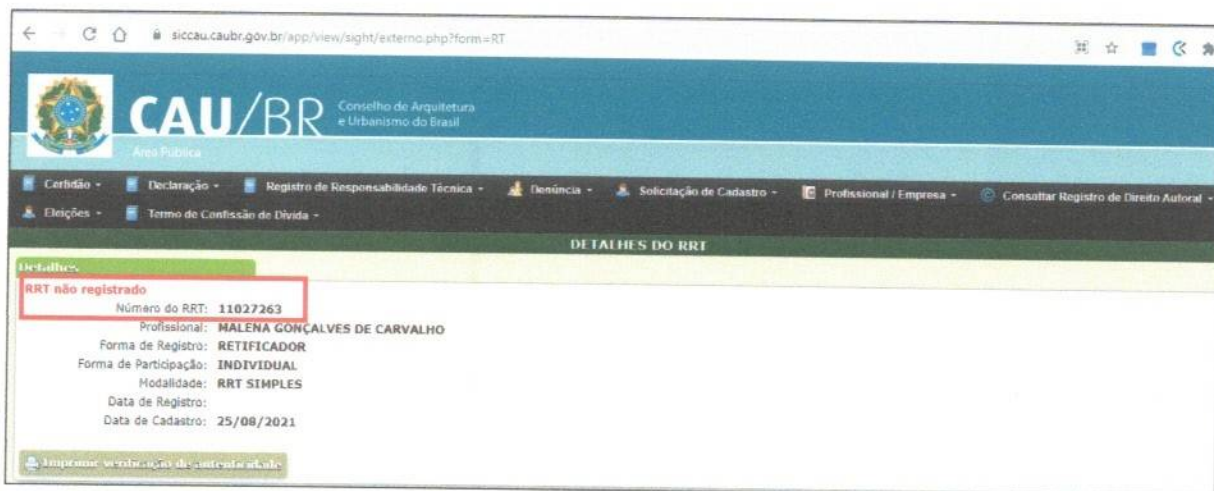 siccau.caubr.gov.br/app/view/sight/externo.php?form=RT
CAU/BR Conselho de Arquitetura
e Urbanismo do Brasil
Área Pública
Certidão Declaração Registro de Responsabilidade Técnica Denúncia Solicitação de Cadastro Profissional / Empresa Consultar Registro de Direito Autoral
Eleições Termo de Confissão de Dívida
DETALHES DO RRT
Detalhes
RRT não registrado
Número do RRT: 11027263
Profissional: MALENA GONÇALVES DE CARVALHO
Forma de Registro: RETIFICADOR
Forma de Participação: INDIVIDUAL
Modalidade: RRT SIMPLES
Data de Registro:
Data de Cadastro: 25/08/2021
Imprimir verificação de autenticidade